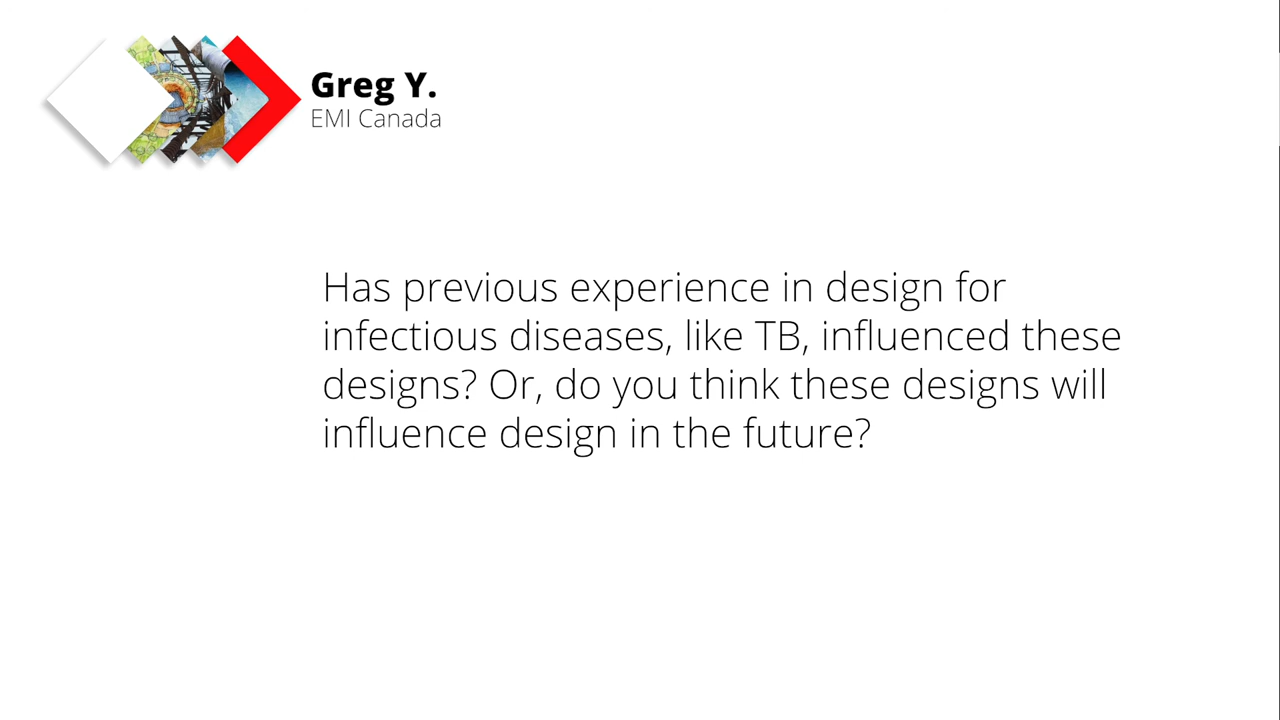 Greg Y.
EMI Canada
Has previous experience in design for
infectious diseases, like TB, influenced these
designs? Or, do you think these designs will
influence design in the future?